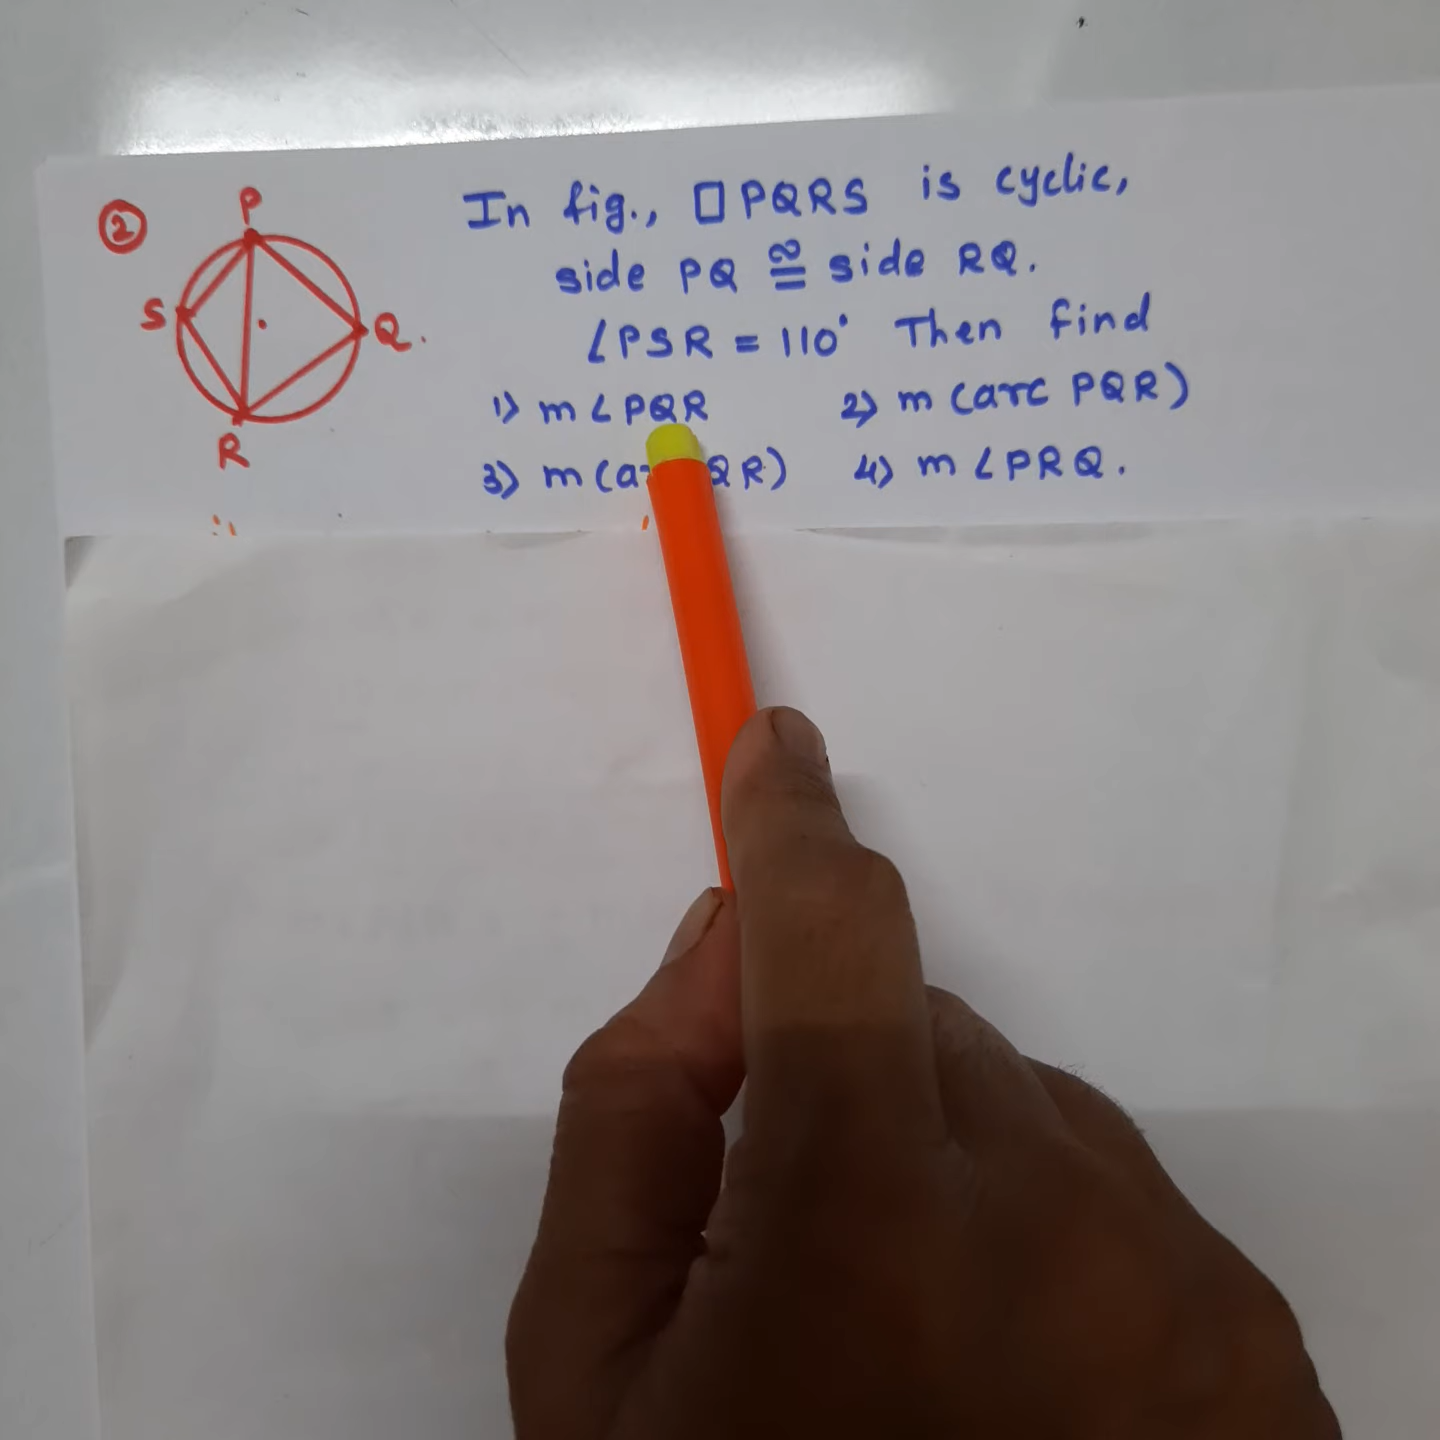 ② P
S Q.
R
In fig., □PQRS is cyclic,
side PQ ≅ side RQ.
∠PSR = 110° Then find
1) m∠PQR 2) m(arc PQR)
3) m(a QR) 4) m∠PRQ.
∴